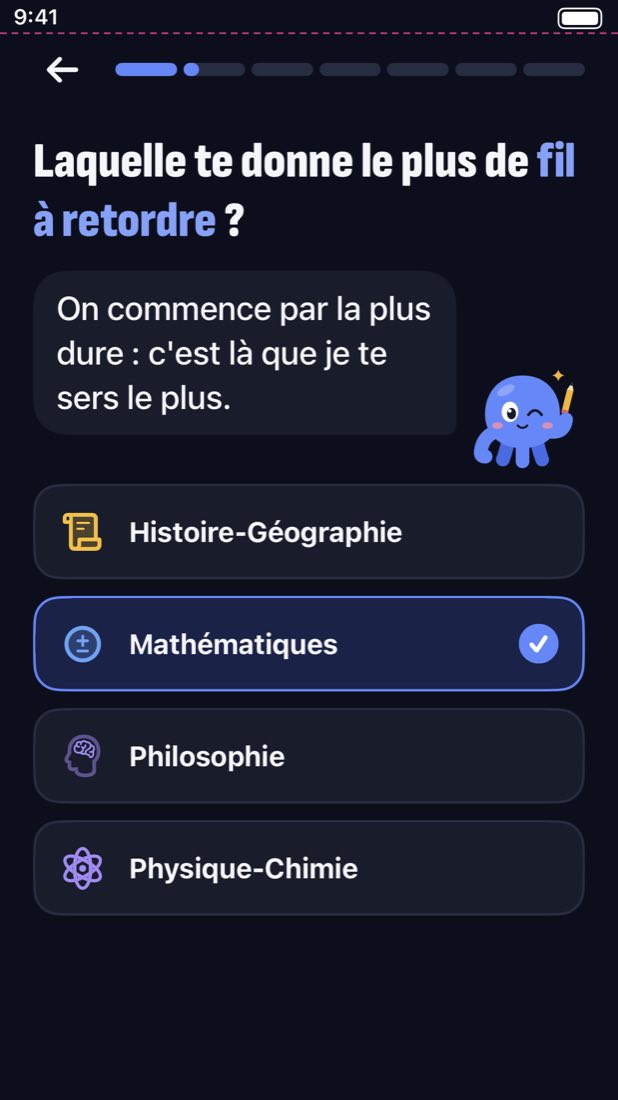 9:41
Laquelle te donne le plus de fil
à retordre ?
On commence par la plus
dure : c'est là que je te
sers le plus.
Histoire-Géographie
Mathématiques
Philosophie
Physique-Chimie